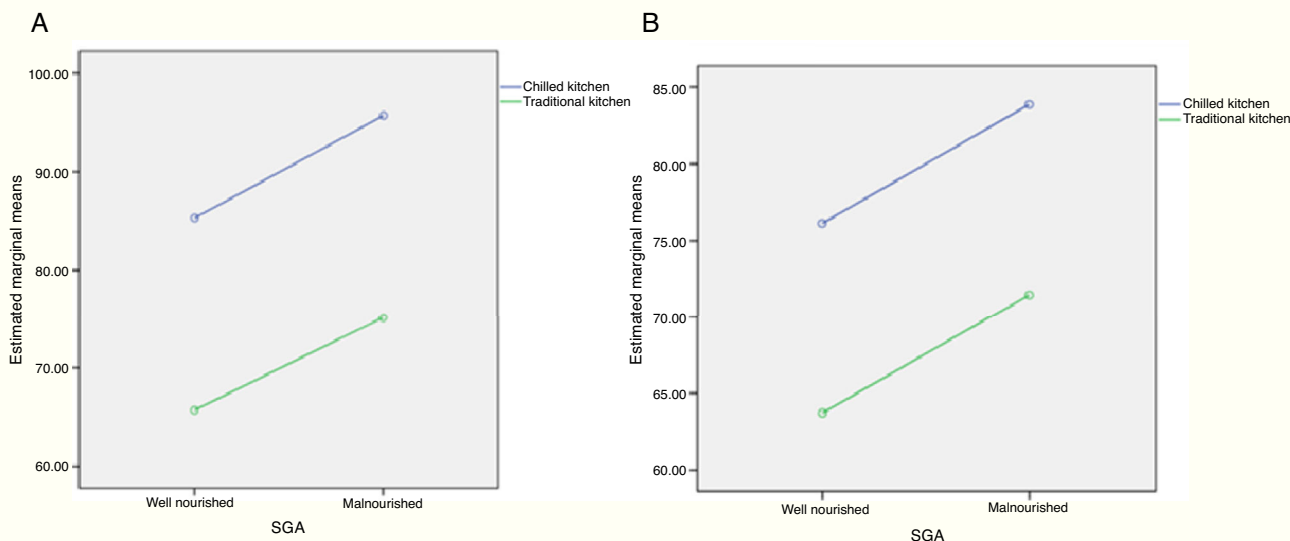 A
Estimated marginal means
100.00
90.00
80.00
70.00
60.00
Well nourished
Malnourished
SGA
Chilled kitchen
Traditional kitchen
B
Estimated marginal means
85.00
80.00
75.00
70.00
65.00
60.00
Well nourished
Malnourished
SGA
Chilled kitchen
Traditional kitchen